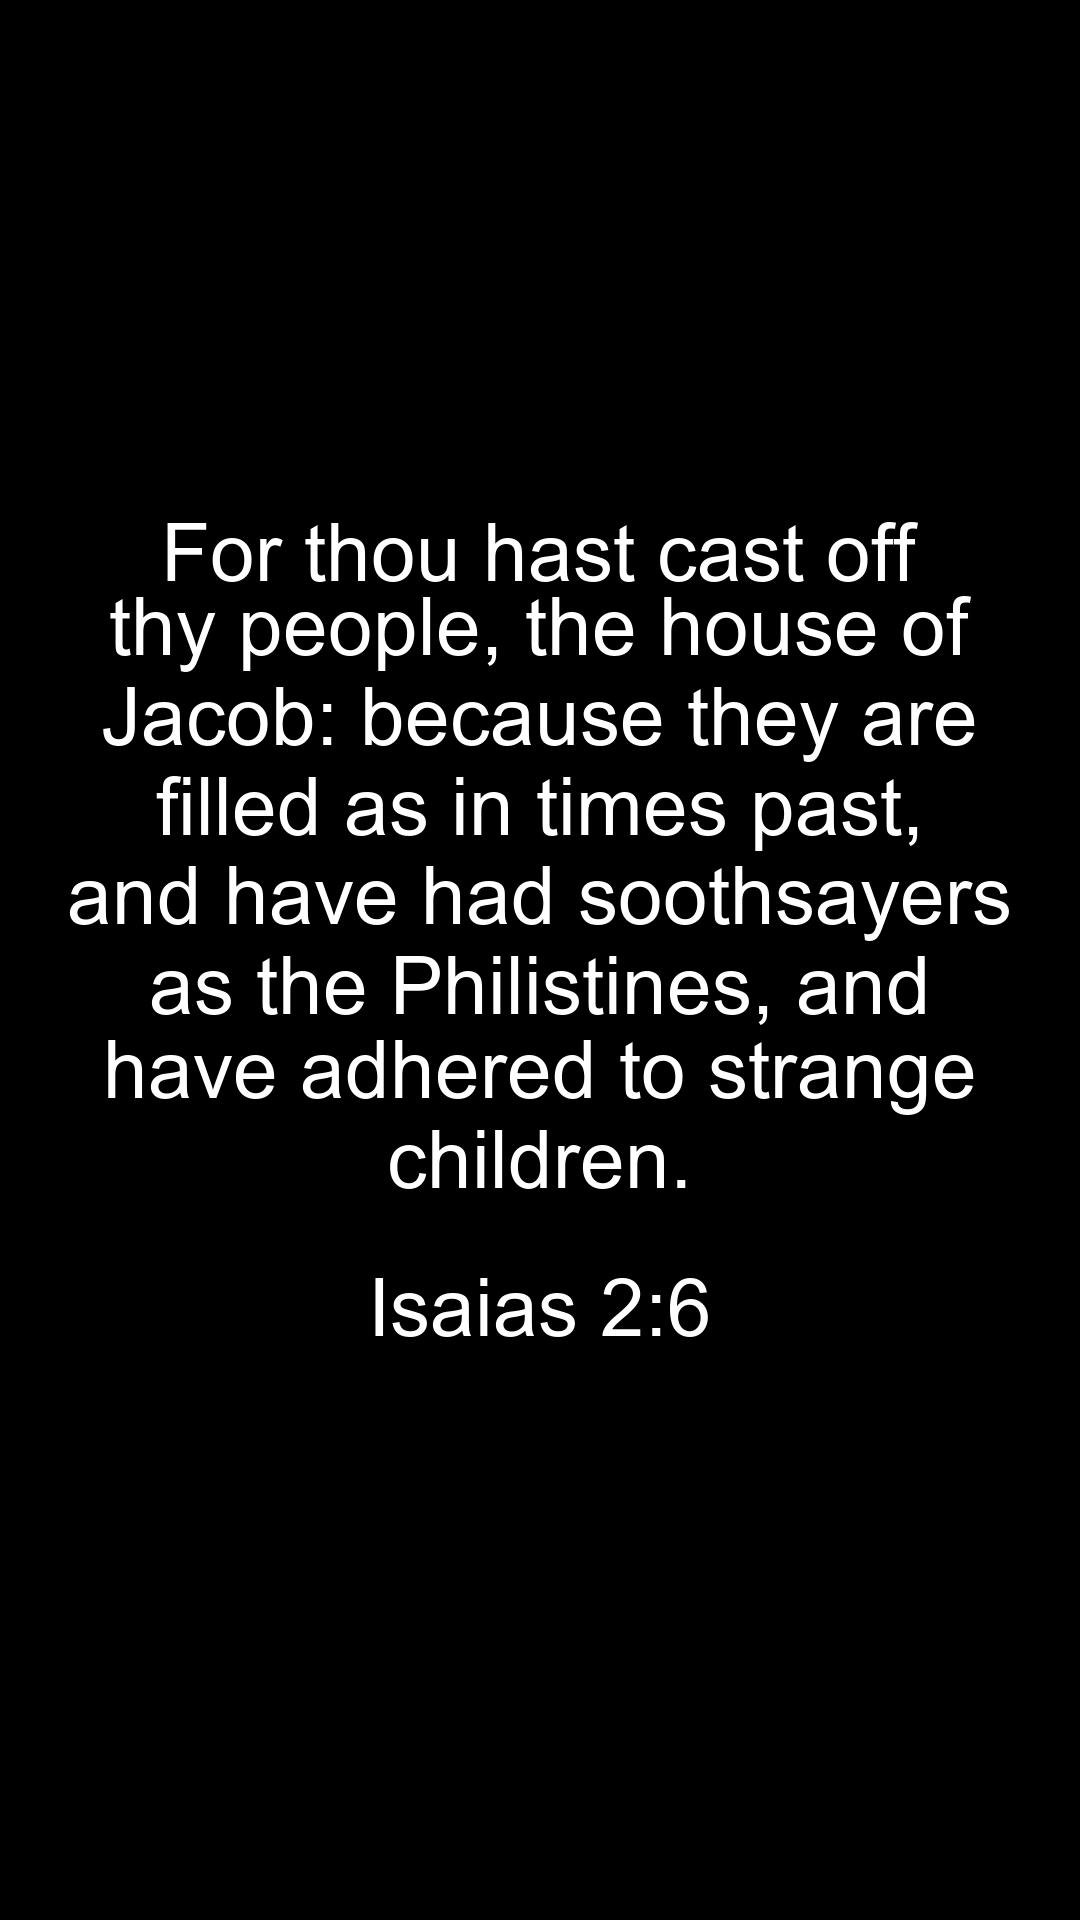 For thou hast cast off
thy people, the house of
Jacob: because they are
filled as in times past,
and have had soothsayers
as the Philistines, and
have adhered to strange
children.
Isaias 2:6